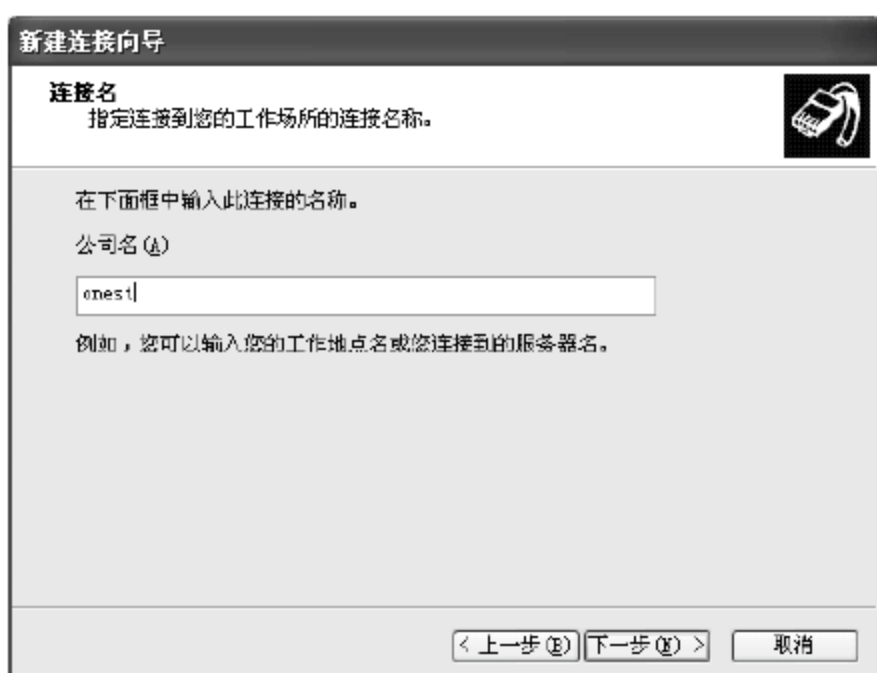 新建连接向导
连接名
指定连接到您的工作场所的连接名称。
在下面框中输入此连接的名称。
公司名(A)
onest
例如，您可以输入您的工作地点名或您连接到的服务器名。
< 上一步(B) 下一步(N) > 取消